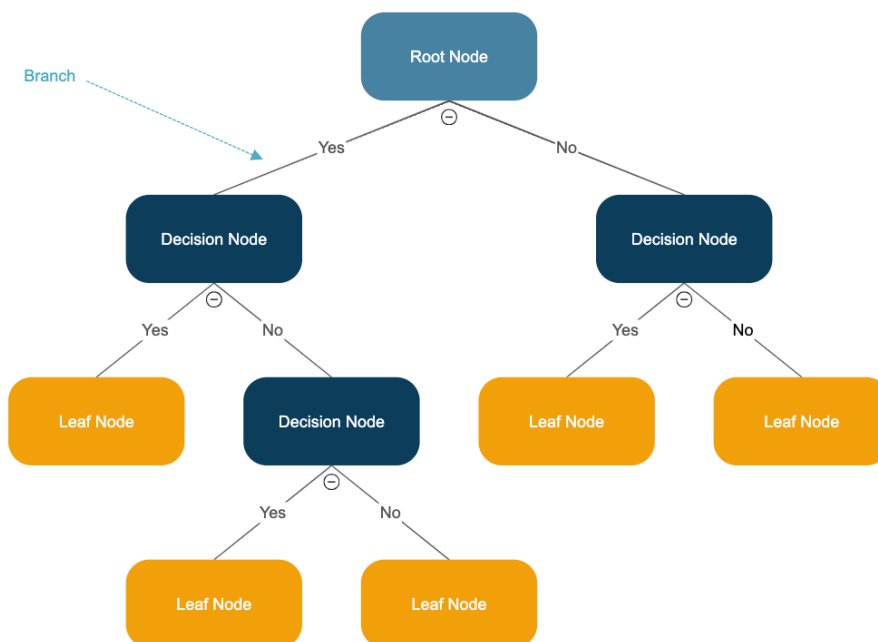 Root Node
Branch
Yes
No
Decision Node
Decision Node
Yes
No
Yes
No
Leaf Node
Decision Node
Leaf Node
Leaf Node
Yes
No
Leaf Node
Leaf Node